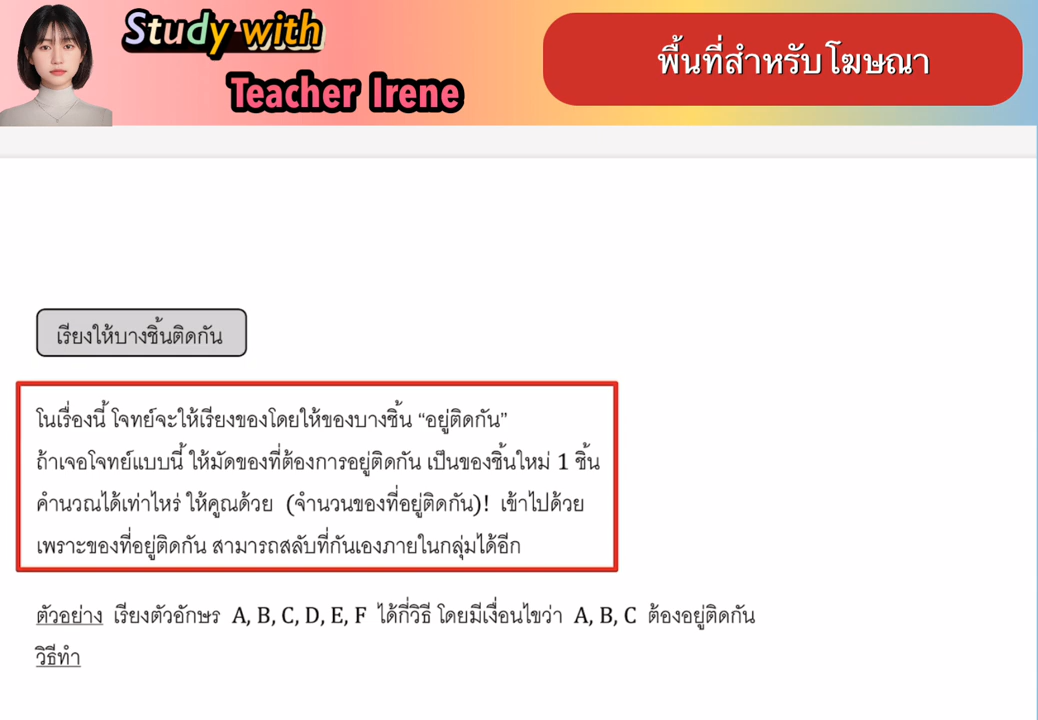 Study with
Teacher Irene
พื้นที่สำหรับโฆษณา
เรียงให้บางชิ้นติดกัน
ในเรื่องนี้ โจทย์จะให้เรียงของโดยให้ของบางชิ้น “อยู่ติดกัน”
ถ้าเจอโจทย์แบบนี้ ให้มัดของที่ต้องการอยู่ติดกัน เป็นของชิ้นใหม่ 1 ชิ้น
คำนวณได้เท่าไหร่ ให้คูณด้วย (จำนวนของที่อยู่ติดกัน)! เข้าไปด้วย
เพราะของที่อยู่ติดกัน สามารถสลับที่กันเองภายในกลุ่มได้อีก
ตัวอย่าง เรียงตัวอักษร A, B, C, D, E, F ได้กี่วิธี โดยมีเงื่อนไขว่า A, B, C ต้องอยู่ติดกัน
วิธีทำ